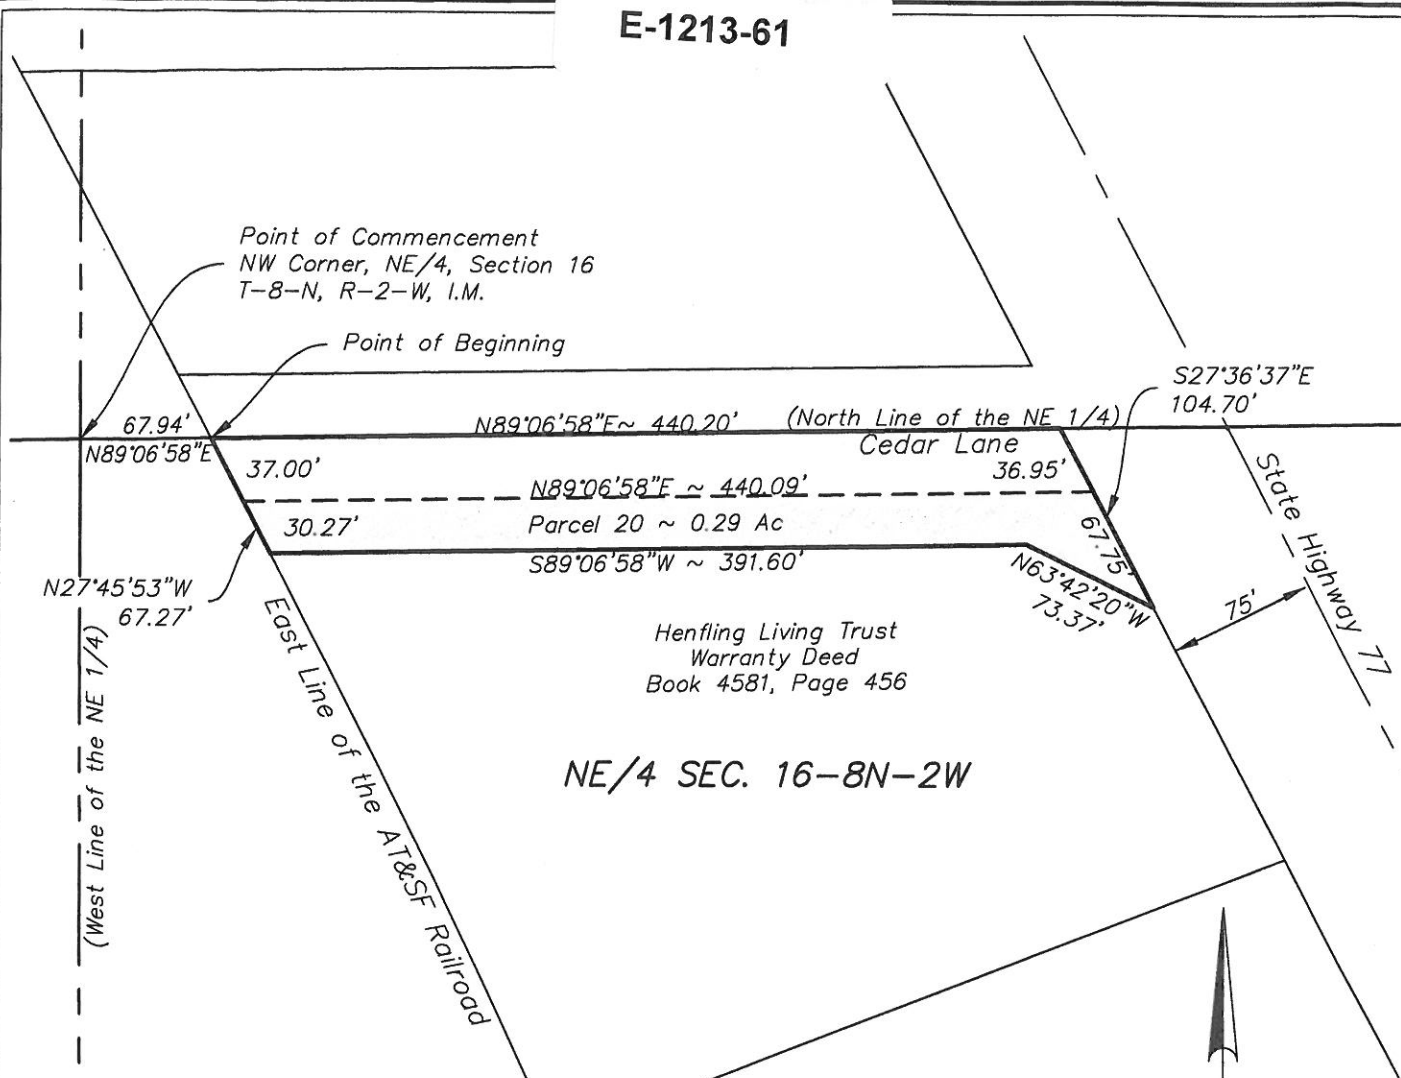 E-1213-61
Point of Commencement
NW Corner, NE/4, Section 16
T-8-N, R-2-W, I.M.
Point of Beginning
S27°36'37"E
104.70'
67.94'
N89°06'58"E
N89°06'58"E~ 440.20'
(North Line of the NE 1/4)
Cedar Lane
37.00'
36.95'
N89°06'58"E ~ 440.09'
30.27'
Parcel 20 ~ 0.29 Ac
67.75'
S89°06'58"W ~ 391.60'
N63°42'20"W
73.37'
N27°45'53"W
67.27'
State Highway 77
75'
Henfling Living Trust
Warranty Deed
Book 4581, Page 456
(West Line of the NE 1/4)
East Line of the AT&SF Railroad
NE/4 SEC. 16-8N-2W